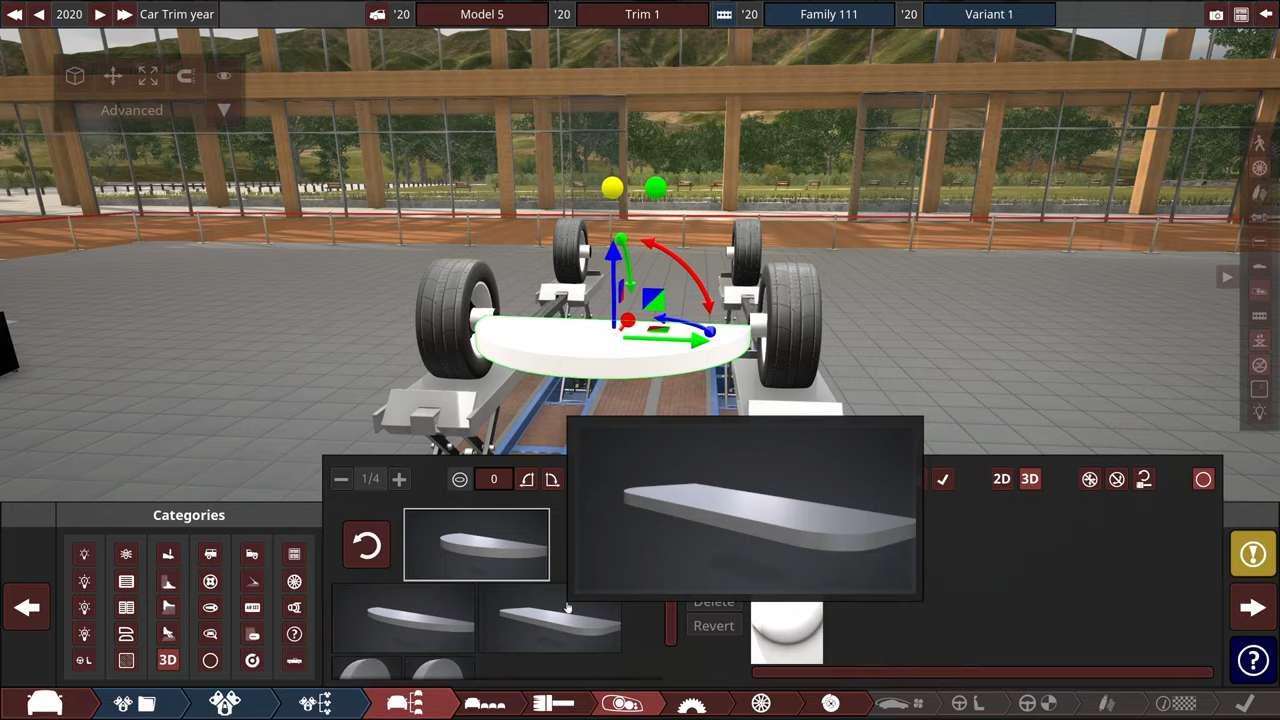 2020 Car Trim year '20 Model 5 '20 Trim 1 '20 Family 111 '20 Variant 1
Advanced
1/4 0 2D 3D
Categories
Delete
Revert
3D
?